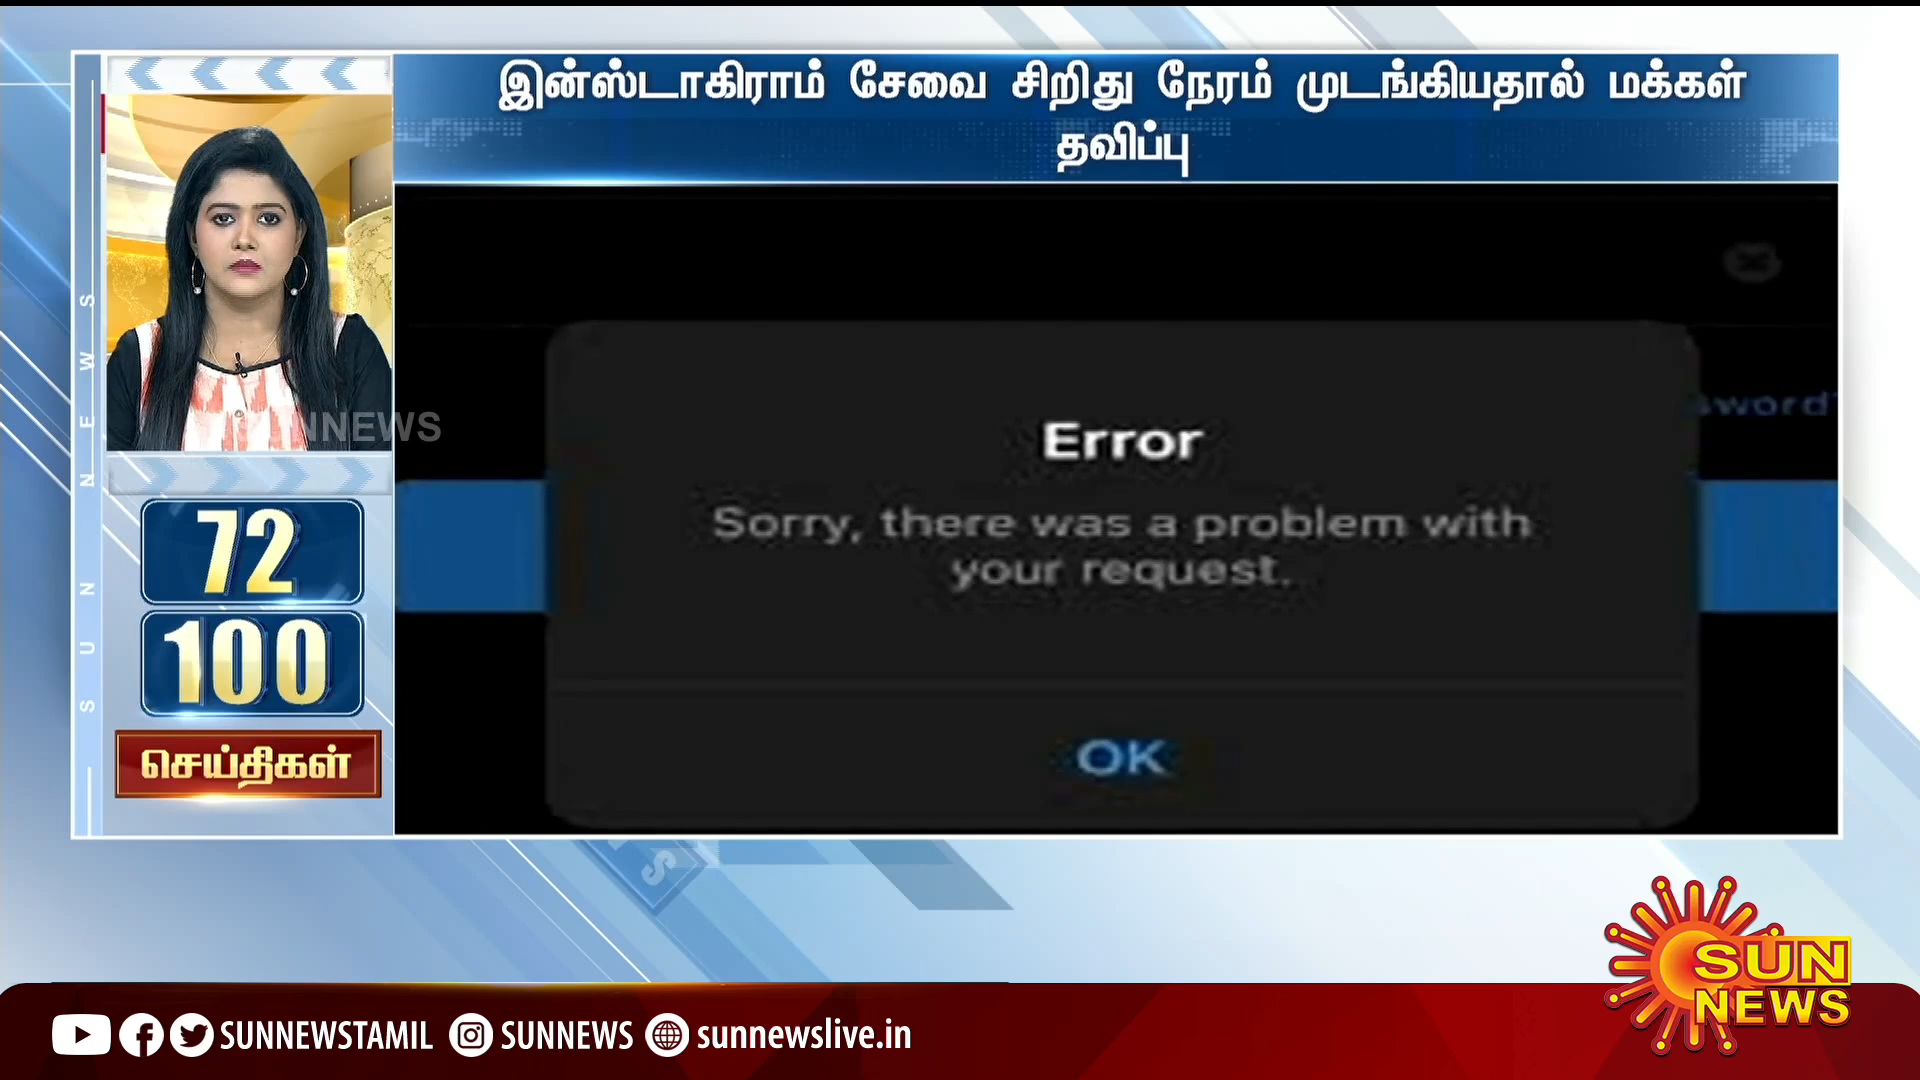 இன்ஸ்டாகிராம் சேவை சிறிது நேரம் முடங்கியதால் மக்கள்
தவிப்பு
SUN NEWS
SUNNEWS
72
100
செய்திகள்
Error
Sorry, there was a problem with
your request.
OK
SUN
NEWS
SUNNEWSTAMIL SUNNEWS sunnewslive.in